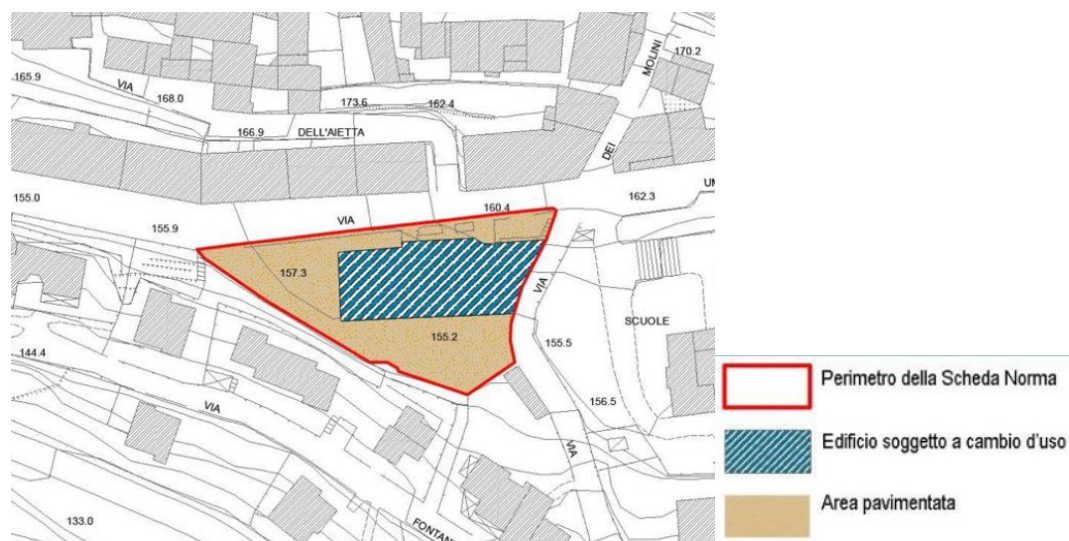 MOLINI
170.2
165.9
VIA
168.0
173.6
162.4
166.9
DELL'AIETTA
DEI
155.0
162.3
UM
160.4
VIA
155.9
157.3
VIA
SCUOLE
155.2
155.5
144.4
VIA
156.5
VIA
133.0
FONTAN
Perimetro della Scheda Norma
Edificio soggetto a cambio d'uso
Area pavimentata